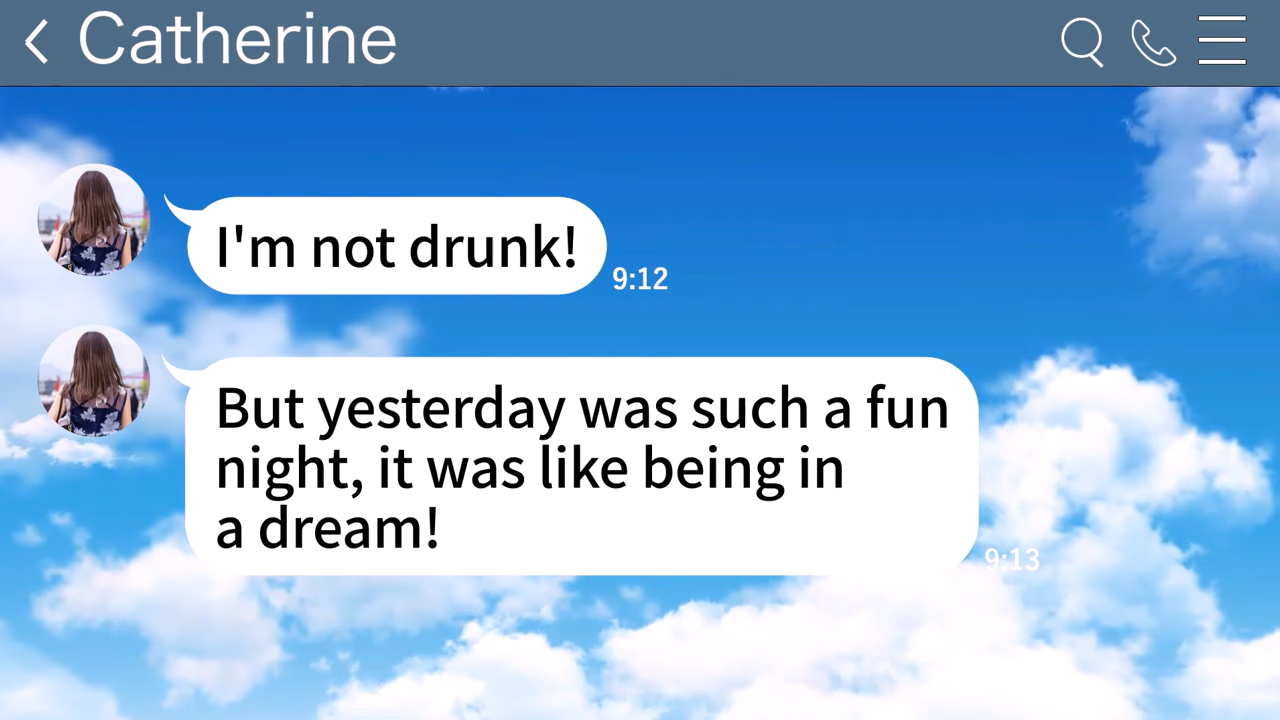 Catherine
I'm not drunk!
9:12
But yesterday was such a fun
night, it was like being in
a dream!
9:13